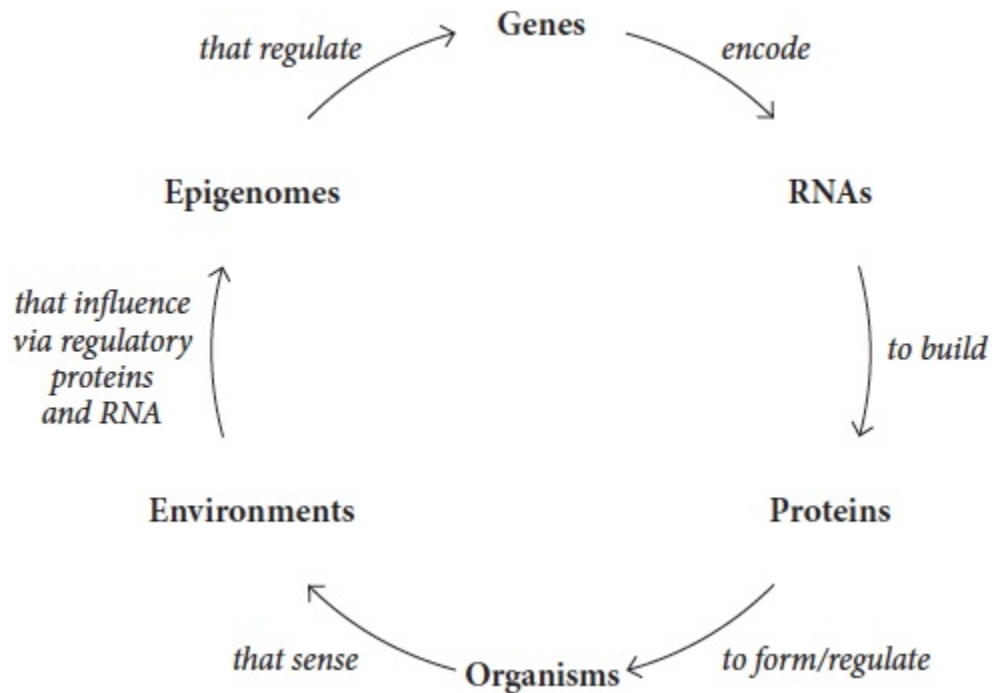 Genes
encode
RNAs
to build
Proteins
to form/regulate
Organisms
that sense
Environments
that influence
via regulatory
proteins
and RNA
Epigenomes
that regulate